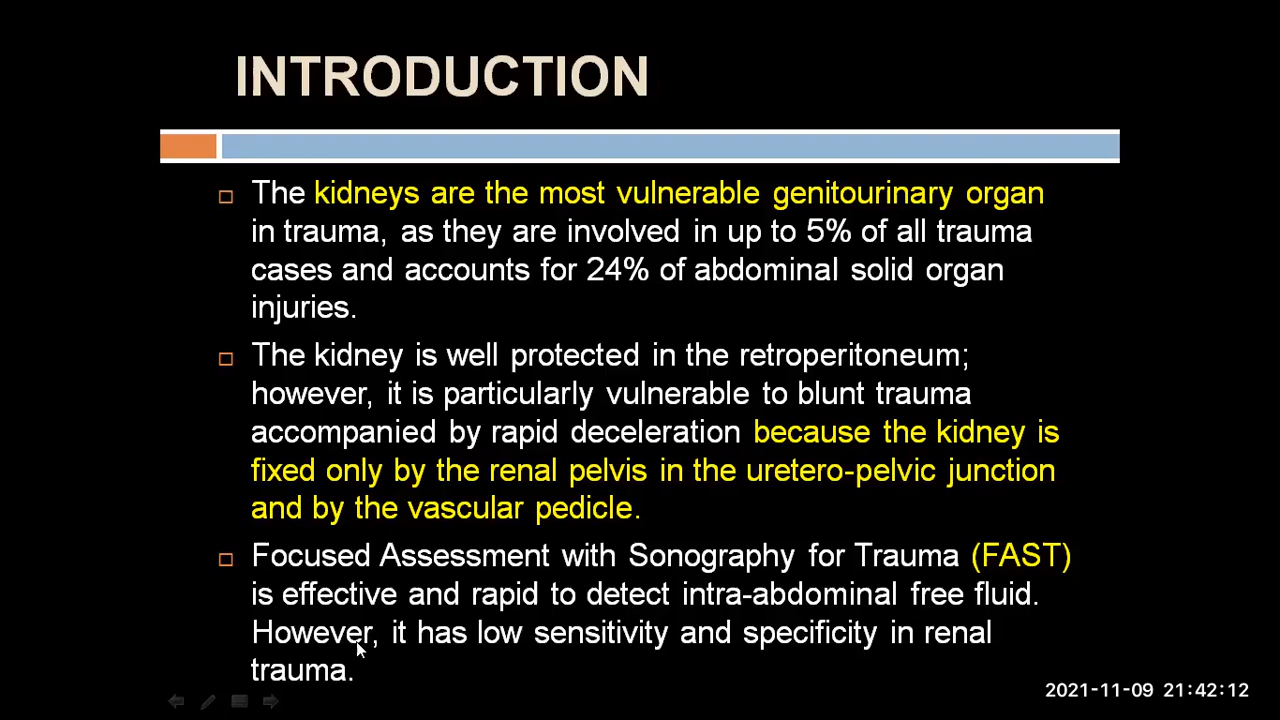 INTRODUCTION
The kidneys are the most vulnerable genitourinary organ
in trauma, as they are involved in up to 5% of all trauma
cases and accounts for 24% of abdominal solid organ
injuries.
The kidney is well protected in the retroperitoneum;
however, it is particularly vulnerable to blunt trauma
accompanied by rapid deceleration because the kidney is
fixed only by the renal pelvis in the uretero-pelvic junction
and by the vascular pedicle.
Focused Assessment with Sonography for Trauma (FAST)
is effective and rapid to detect intra-abdominal free fluid.
However, it has low sensitivity and specificity in renal
trauma.
2021-11-09 21:42:12